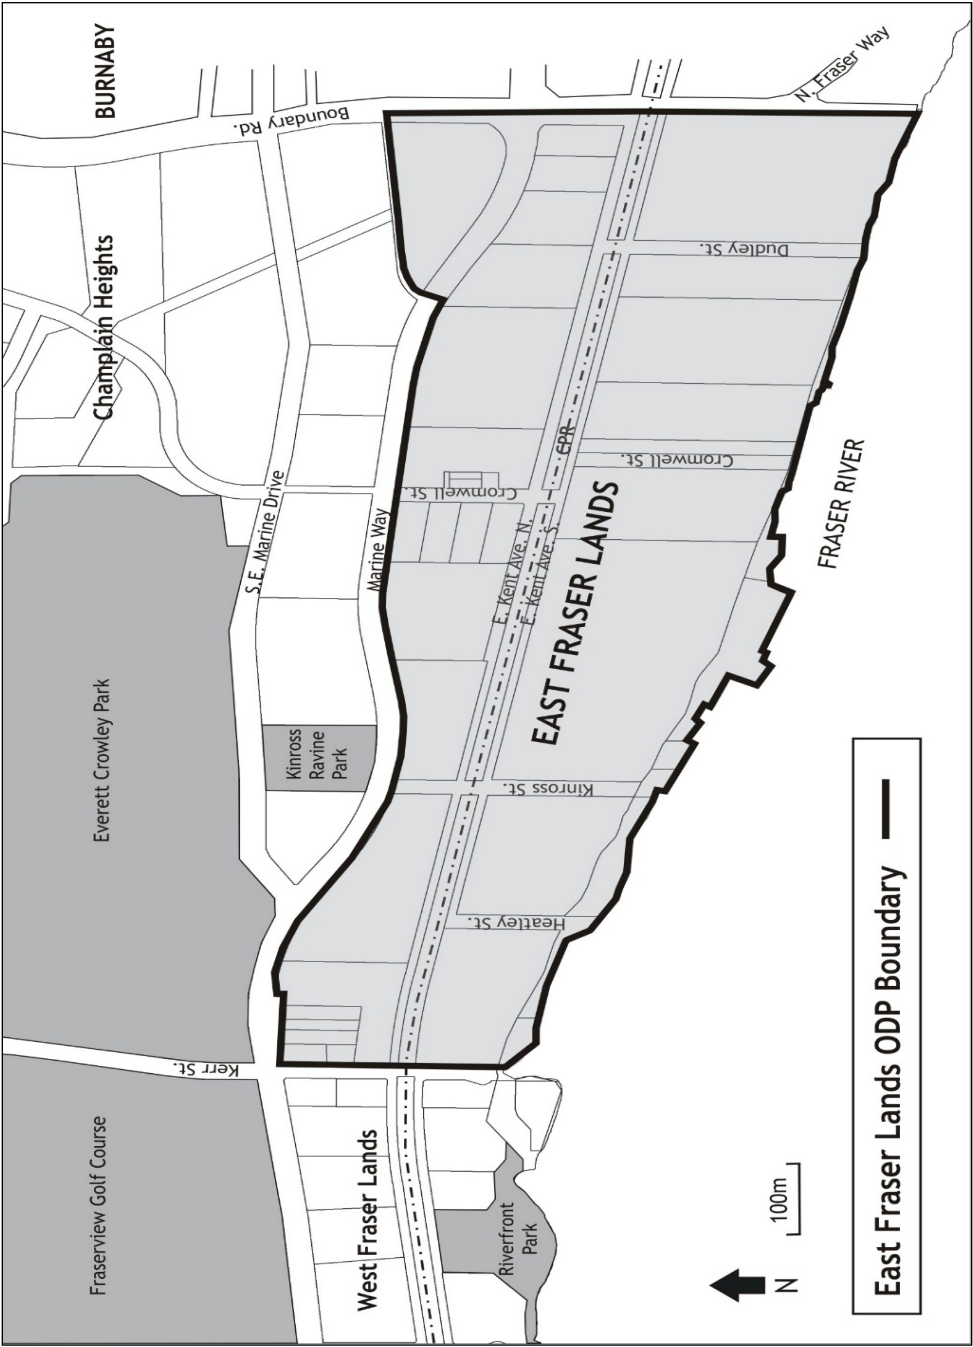 BURNABY
Boundary Rd.
N. Fraser Way
Champlain Heights
Dudley St.
S.E. Marine Drive
Marine Way
Cromwell St.
CPR
Cromwell St.
E. Kent Ave. N.
E. Kent Ave. S.
EAST FRASER LANDS
FRASER RIVER
Everett Crowley Park
Kinross
Ravine
Park
Kinross St.
Heatley St.
Kerr St.
Fraserview Golf Course
West Fraser Lands
Riverfront
Park
100m
N
East Fraser Lands ODP Boundary